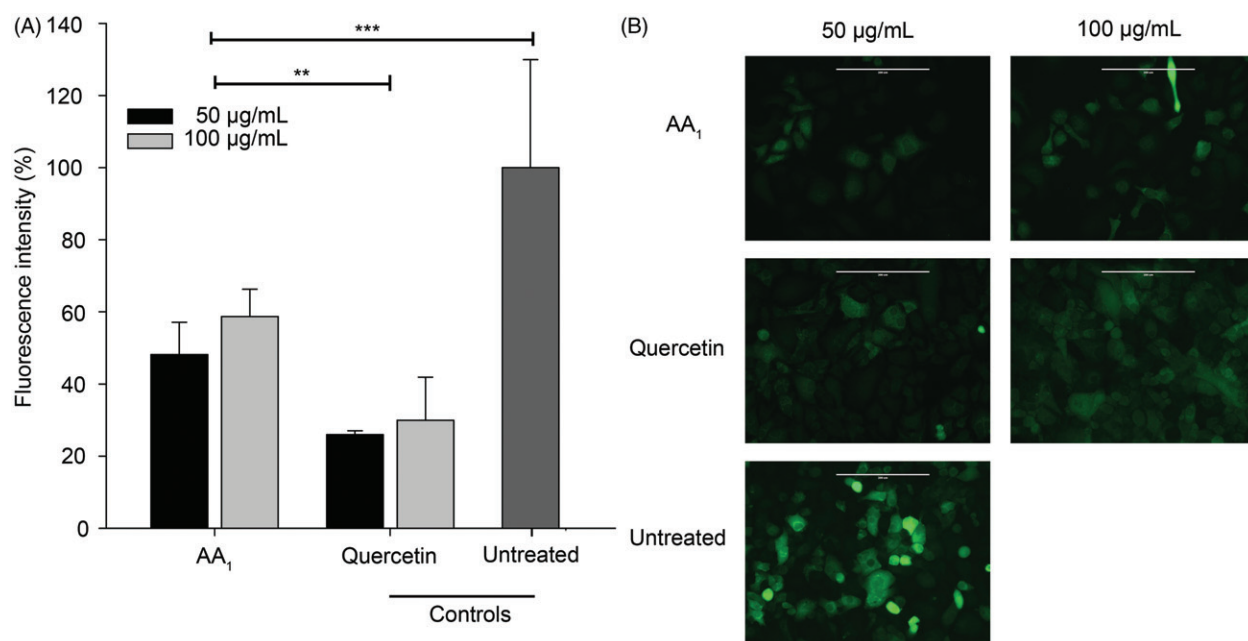 (A)
140
120
100
80
60
40
20
0
Fluorescence intensity (%)
***
**
50 µg/mL
100 µg/mL
AA₁
Quercetin
Untreated
Controls
(B)
50 µg/mL
100 µg/mL
AA₁
Quercetin
Untreated